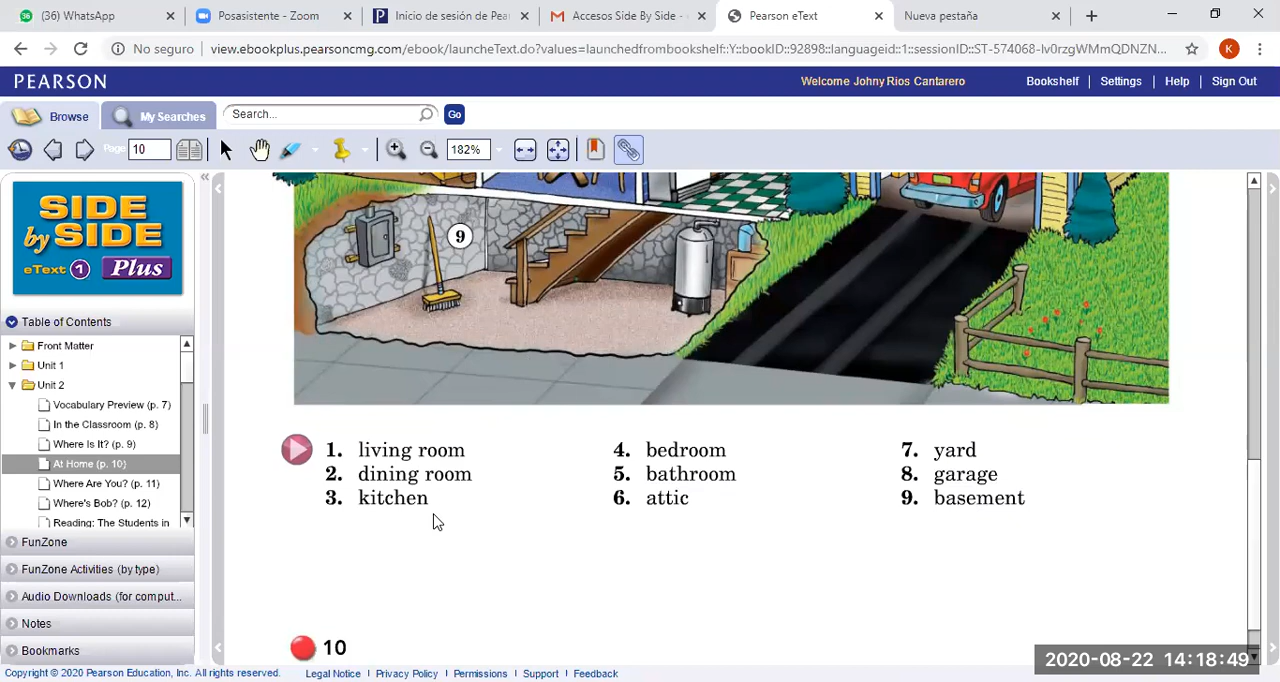 (36) WhatsApp
Posasistente - Zoom
Inicio de sesión de Pea
Accesos Side By Side -
Pearson eText
Nueva pestaña
No seguro
view.ebookplus.pearsoncmg.com/ebook/launcheText.do?values=launchedfrombookshelf::Y::bookID::92898::languageid::1::sessionID::ST-574068-lv0rzgWMmQDNZN...
K
PEARSON
Welcome Johny Rios Cantarero
Bookshelf
Settings
Help
Sign Out
Browse
My Searches
Search...
Go
Page
10
182%
SIDE
by SIDE
eText 1 Plus
Table of Contents
Front Matter
Unit 1
Unit 2
Vocabulary Preview (p. 7)
In the Classroom (p. 8)
Where Is It? (p. 9)
At Home (p. 10)
Where Are You? (p. 11)
Where's Bob? (p. 12)
Reading: The Students in
FunZone
FunZone Activities (by type)
Audio Downloads (for comput...
Notes
Bookmarks
9
1. living room
2. dining room
3. kitchen
4. bedroom
5. bathroom
6. attic
7. yard
8. garage
9. basement
10
2020-08-22 14:18:49
Copyright © 2020 Pearson Education, Inc. All rights reserved.
Legal Notice
Privacy Policy
Permissions
Support
Feedback